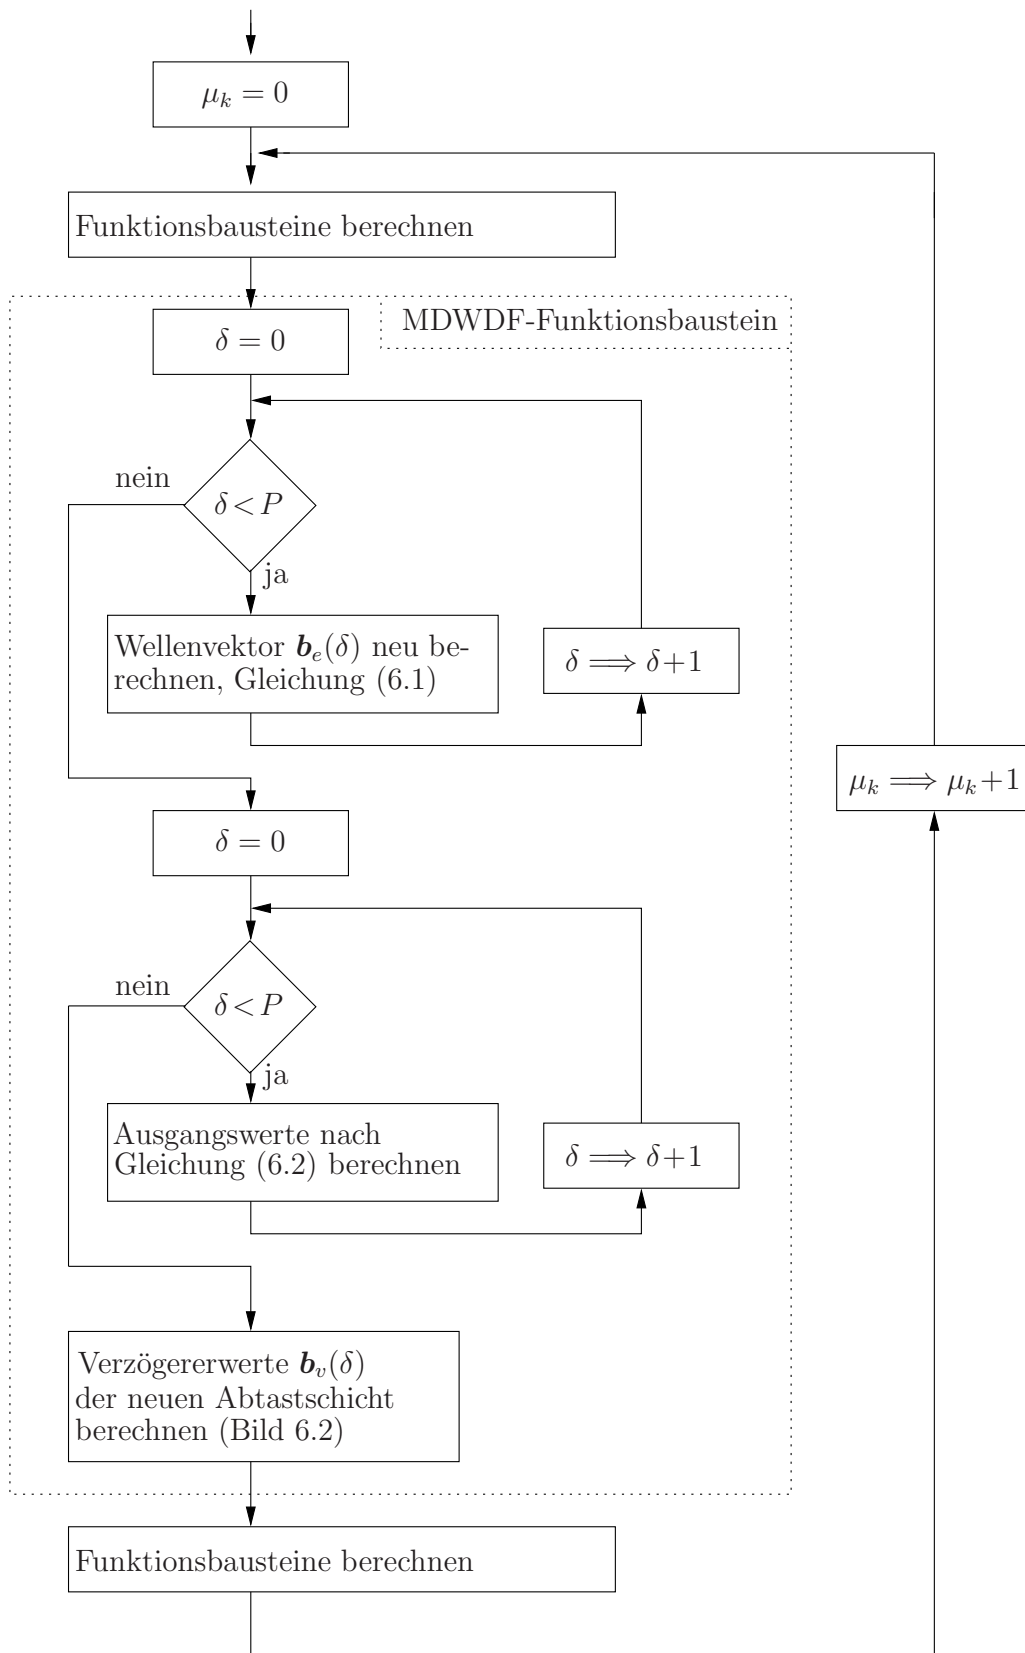 μ_k = 0
Funktionsbausteine berechnen
MDWDF-Funktionsbaustein
δ = 0
nein
δ < P
ja
Wellenvektor b_e(δ) neu be-
rechnen, Gleichung (6.1)
δ ⟹ δ+1
μ_k ⟹ μ_k+1
δ = 0
nein
δ < P
ja
Ausgangswerte nach
Gleichung (6.2) berechnen
δ ⟹ δ+1
Verzögererwerte b_v(δ)
der neuen Abtastschicht
berechnen (Bild 6.2)
Funktionsbausteine berechnen